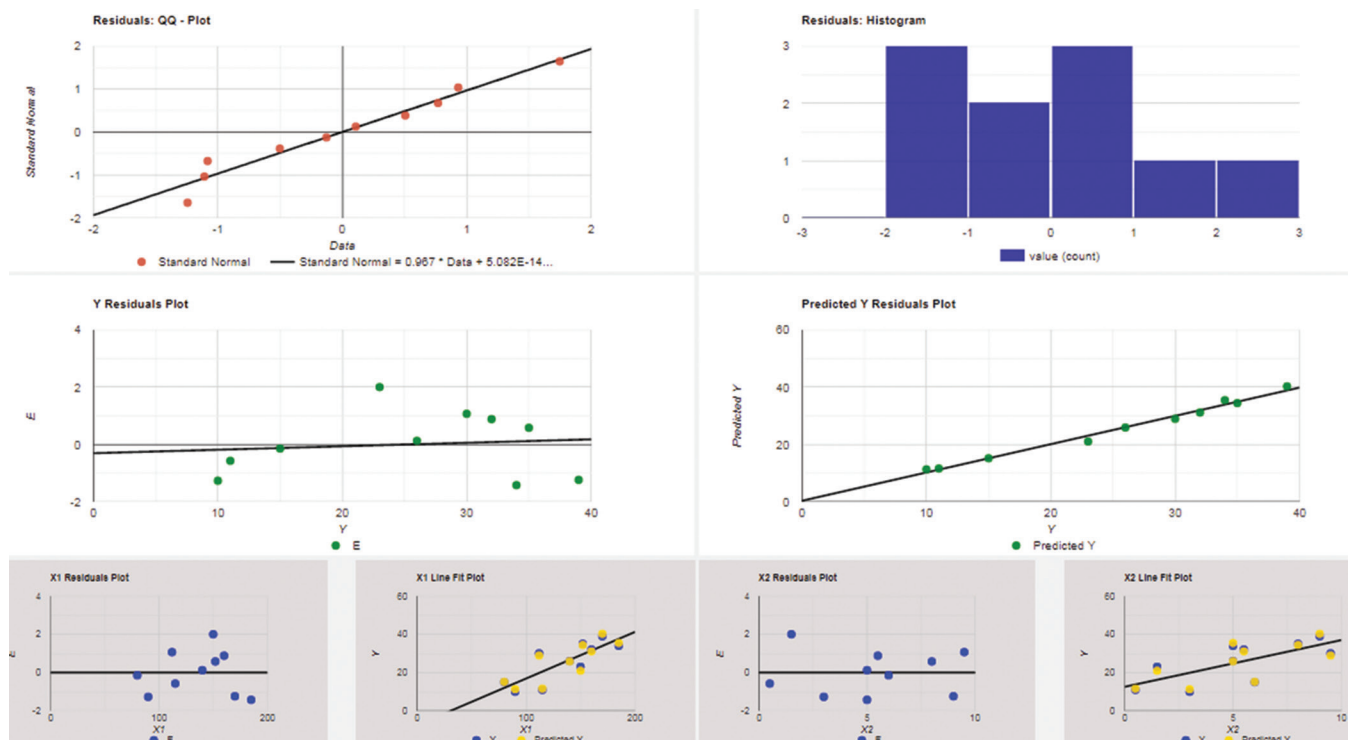 Residuals: QQ - Plot
2
1
0
-1
-2
Standard Normal
-2
-1
0
1
2
Data
Standard Normal
Standard Normal = 0.967 * Data + 5.082E-14...
Residuals: Histogram
3
2
1
0
-3
-2
-1
0
1
2
3
value (count)
Y Residuals Plot
4
2
0
-2
E
0
10
20
30
40
Y
E
Predicted Y Residuals Plot
60
40
20
0
Predicted Y
0
10
20
30
40
Y
Predicted Y
X1 Residuals Plot
4
2
0
-2
E
0
100
200
X1
E
X1 Line Fit Plot
60
40
20
0
Y
100
200
X1
Y
Predicted Y
X2 Residuals Plot
4
2
0
-2
E
0
5
10
X2
E
X2 Line Fit Plot
60
40
20
0
Y
0
5
10
X2
Y
Predicted Y